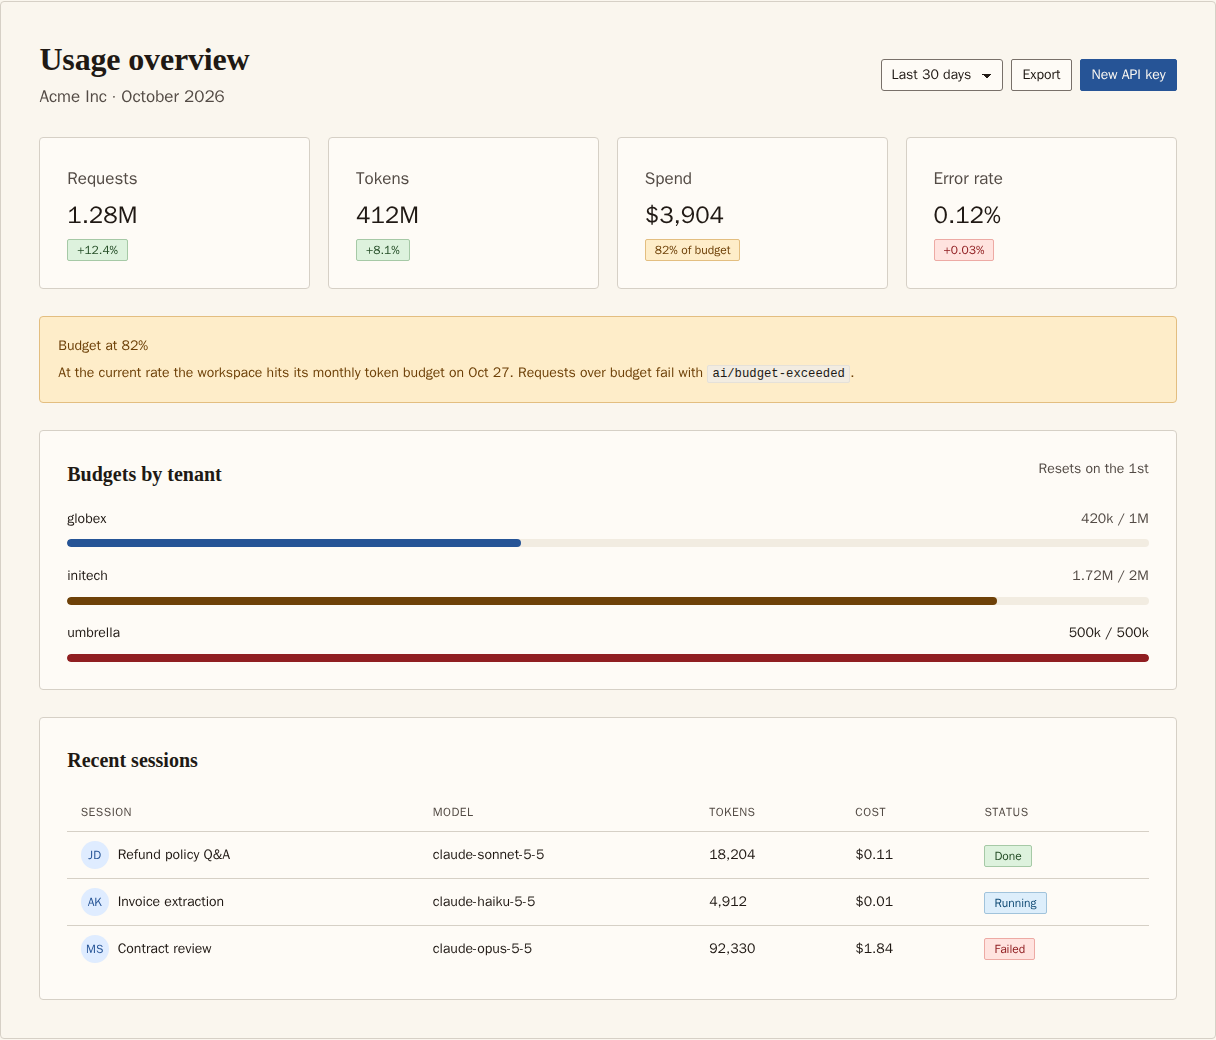 Usage overview
Acme Inc · October 2026
Last 30 days
Export
New API key
Requests
1.28M
+12.4%
Tokens
412M
+8.1%
Spend
$3,904
82% of budget
Error rate
0.12%
+0.03%
Budget at 82%
At the current rate the workspace hits its monthly token budget on Oct 27. Requests over budget fail with ai/budget-exceeded.
Budgets by tenant
Resets on the 1st
globex 420k / 1M
initech 1.72M / 2M
umbrella 500k / 500k
Recent sessions
SESSION MODEL TOKENS COST STATUS
JD Refund policy Q&A claude-sonnet-5-5 18,204 $0.11 Done
AK Invoice extraction claude-haiku-5-5 4,912 $0.01 Running
MS Contract review claude-opus-5-5 92,330 $1.84 Failed